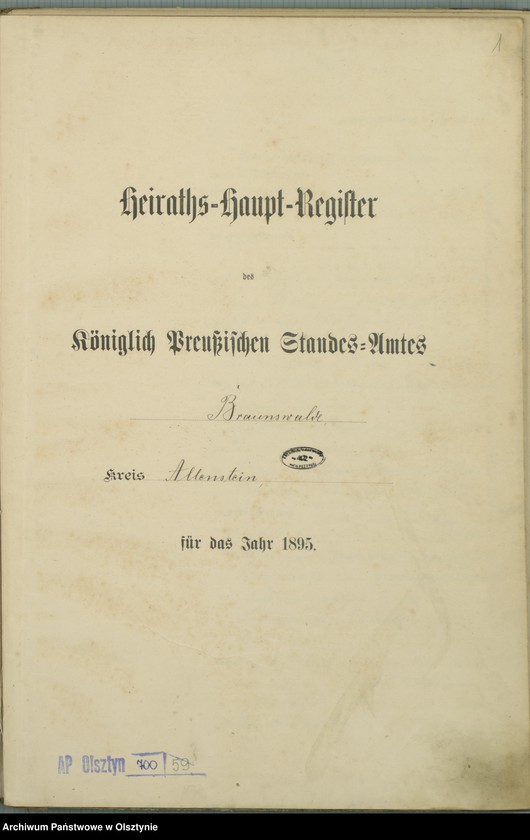 1
Heiraths-Haupt-Register
des
Königlich Preußischen Standes-Amtes
Braunswalde
Kreis Allenstein,
für das Jahr 1895.
AP Olsztyn 700 59
Archiwum Państwowe w Olsztynie